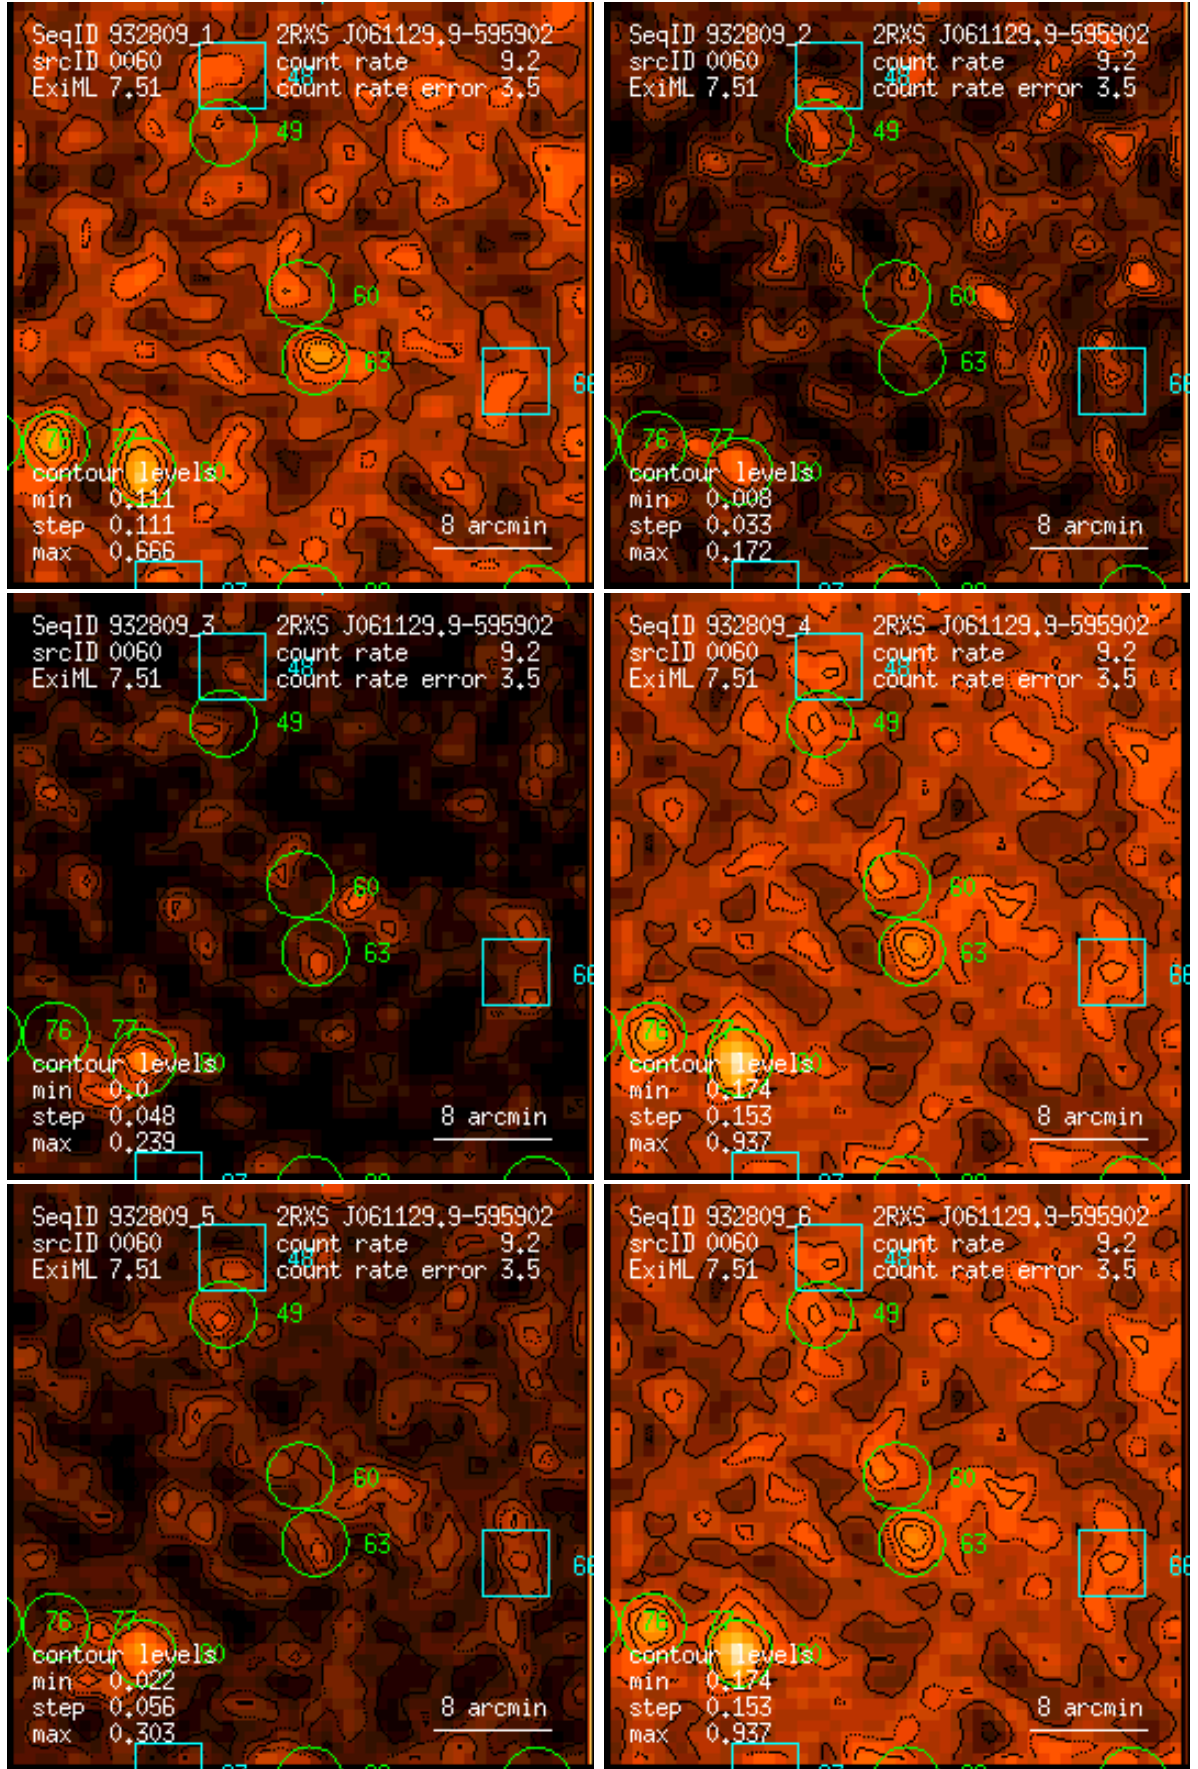 SeqID 932809_1 2RXS J061129.9-595902
srcID 0060 48 count rate 9.2
ExiML 7.51 count rate error 3.5
49
60
63
66
76 77
contour levels 80
min 0.111
step 0.111 8 arcmin
max 0.666
SeqID 932809_2 2RXS J061129.9-595902
srcID 0060 48 count rate 9.2
ExiML 7.51 count rate error 3.5
49
60
63
66
76 77
contour levels 80
min 0.008
step 0.033 8 arcmin
max 0.172
SeqID 932809_3 2RXS J061129.9-595902
srcID 0060 48 count rate 9.2
ExiML 7.51 count rate error 3.5
49
60
63
66
76 77
contour levels 80
min 0.0
step 0.048 8 arcmin
max 0.239
SeqID 932809_4 2RXS J061129.9-595902
srcID 0060 48 count rate 9.2
ExiML 7.51 count rate error 3.5
49
60
63
66
76 77
contour levels 80
min 0.174
step 0.153 8 arcmin
max 0.937
SeqID 932809_5 2RXS J061129.9-595902
srcID 0060 48 count rate 9.2
ExiML 7.51 count rate error 3.5
49
60
63
66
76 77
contour levels 80
min 0.022
step 0.056 8 arcmin
max 0.303
SeqID 932809_6 2RXS J061129.9-595902
srcID 0060 48 count rate 9.2
ExiML 7.51 count rate error 3.5
49
60
63
66
76 77
contour levels 80
min 0.174
step 0.153 8 arcmin
max 0.937